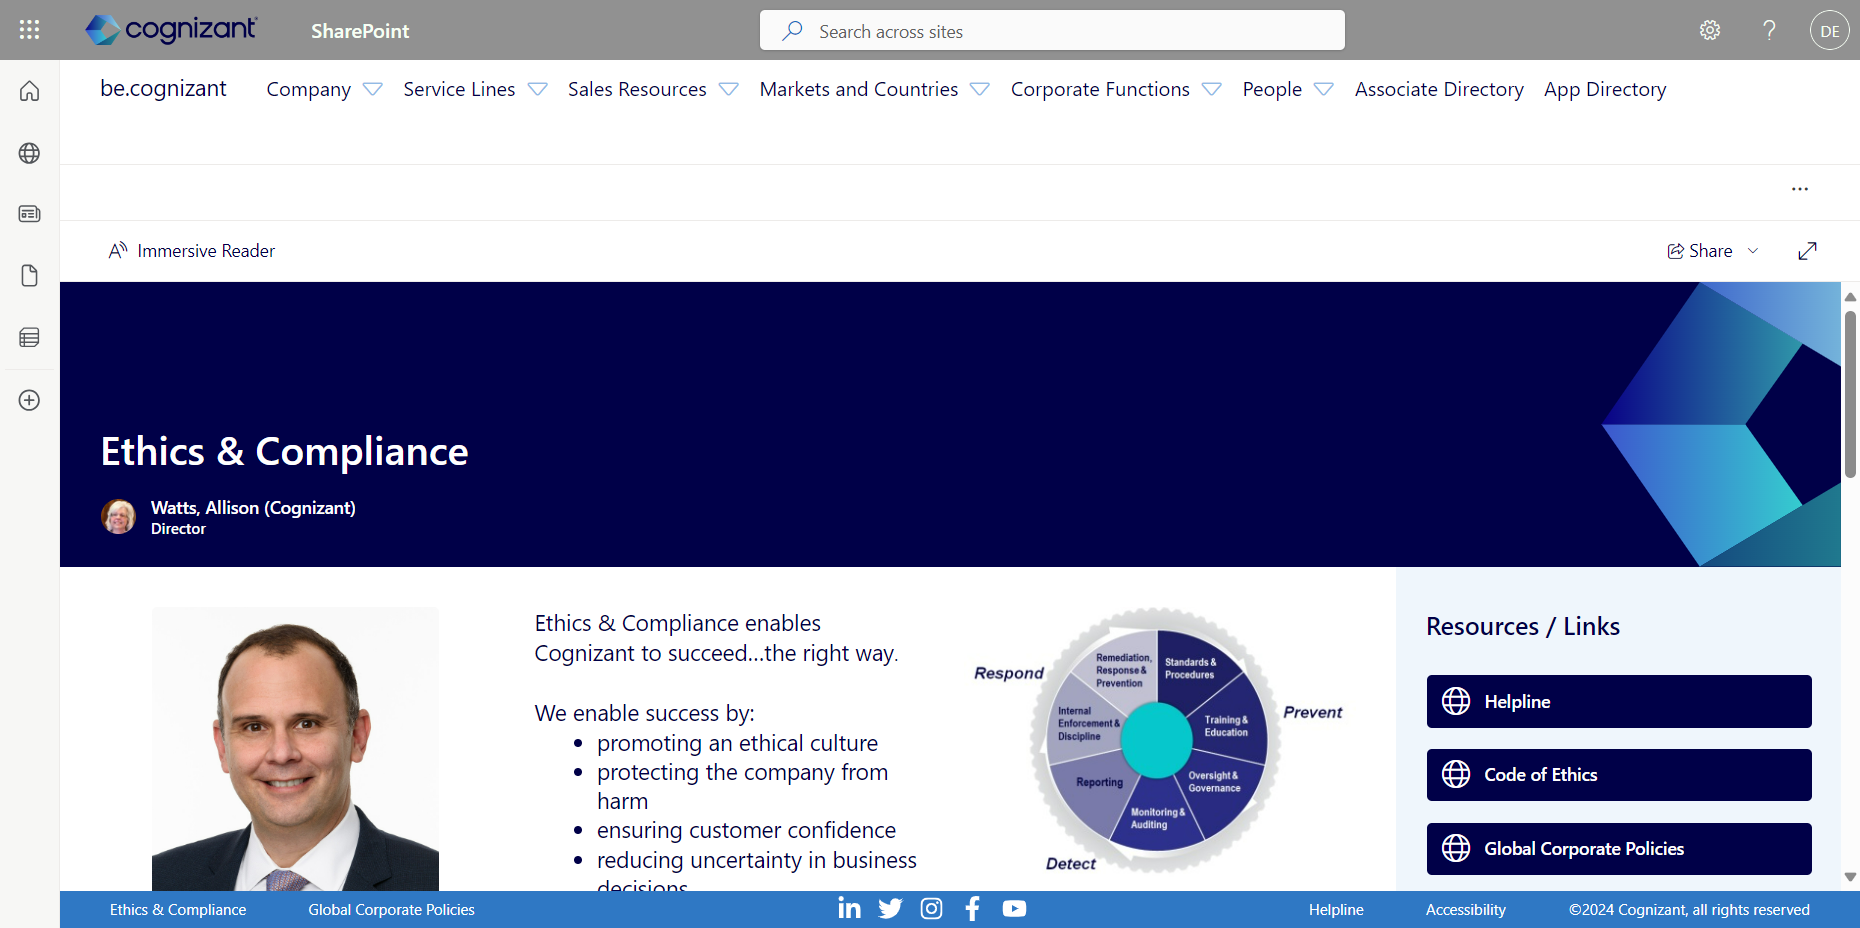 cognizant
SharePoint
Search across sites
DE
be.cognizant
Company
Service Lines
Sales Resources
Markets and Countries
Corporate Functions
People
Associate Directory
App Directory
Immersive Reader
Share
Ethics & Compliance
Watts, Allison (Cognizant)
Director
Ethics & Compliance enables
Cognizant to succeed...the right way.
We enable success by:
• promoting an ethical culture
• protecting the company from
harm
• ensuring customer confidence
• reducing uncertainty in business
decisions
Respond
Prevent
Detect
Remediation,
Response &
Prevention
Standards &
Procedures
Internal
Enforcement &
Discipline
Training &
Education
Reporting
Oversight &
Governance
Monitoring &
Auditing
Resources / Links
Helpline
Code of Ethics
Global Corporate Policies
Ethics & Compliance
Global Corporate Policies
Helpline
Accessibility
©2024 Cognizant, all rights reserved